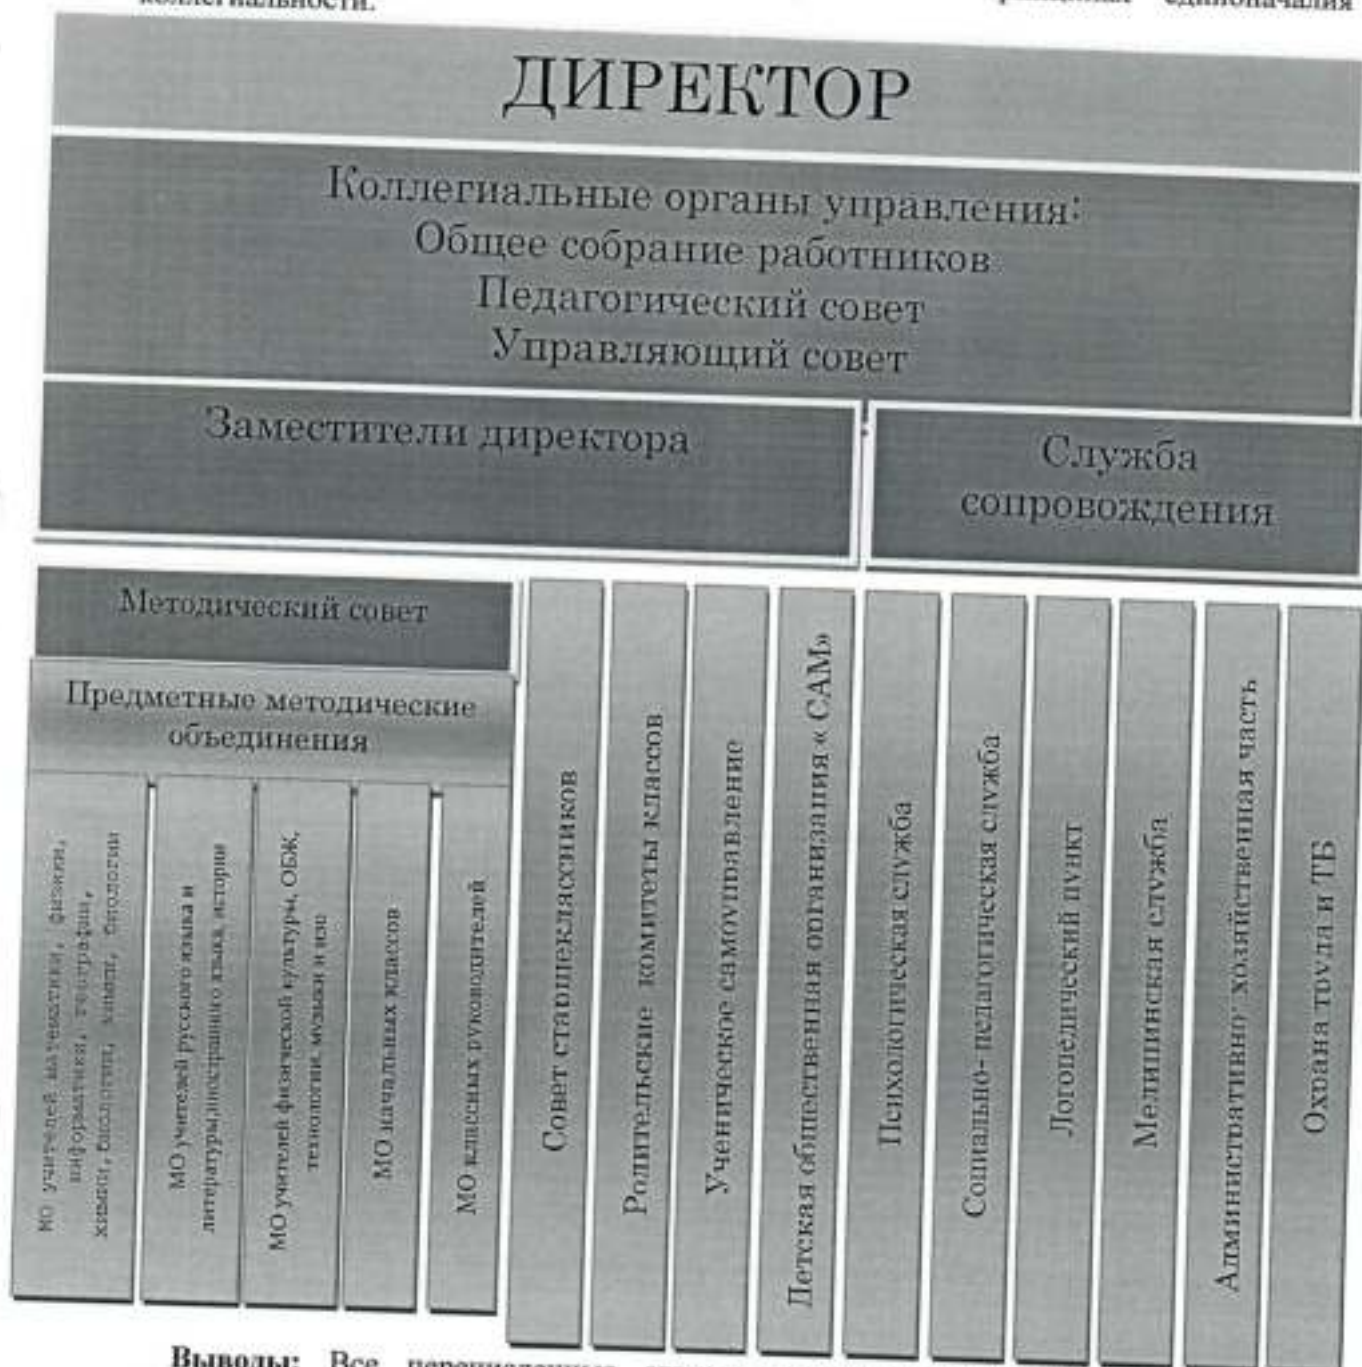 коллегиальности. единоначалия
ДИРЕКТОР
Коллегиальные органы управления:
Общее собрание работников
Педагогический совет
Управляющий совет
Заместители директора
Служба
сопровождения
Методический совет
Предметные методические
объединения
МО учителей математики, физики,
информатики, географии,
химии, биологии, химии, биологии
МО учителей русского языка и
литературы,иностранного языка, истории
МО учителей физической культуры, ОБЖ,
технологии, музыки и изо
МО начальных классов
МО классных руководителей
Совет старшеклассников
Родительские комитеты классов
Ученическое самоуправление
Детская общественная организация « САМ»
Психологическая служба
Социально- педагогическая служба
Логопедический пункт
Медицинская служба
Административно- хозяйственная часть
Охрана труда и ТБ
Выводы: Все